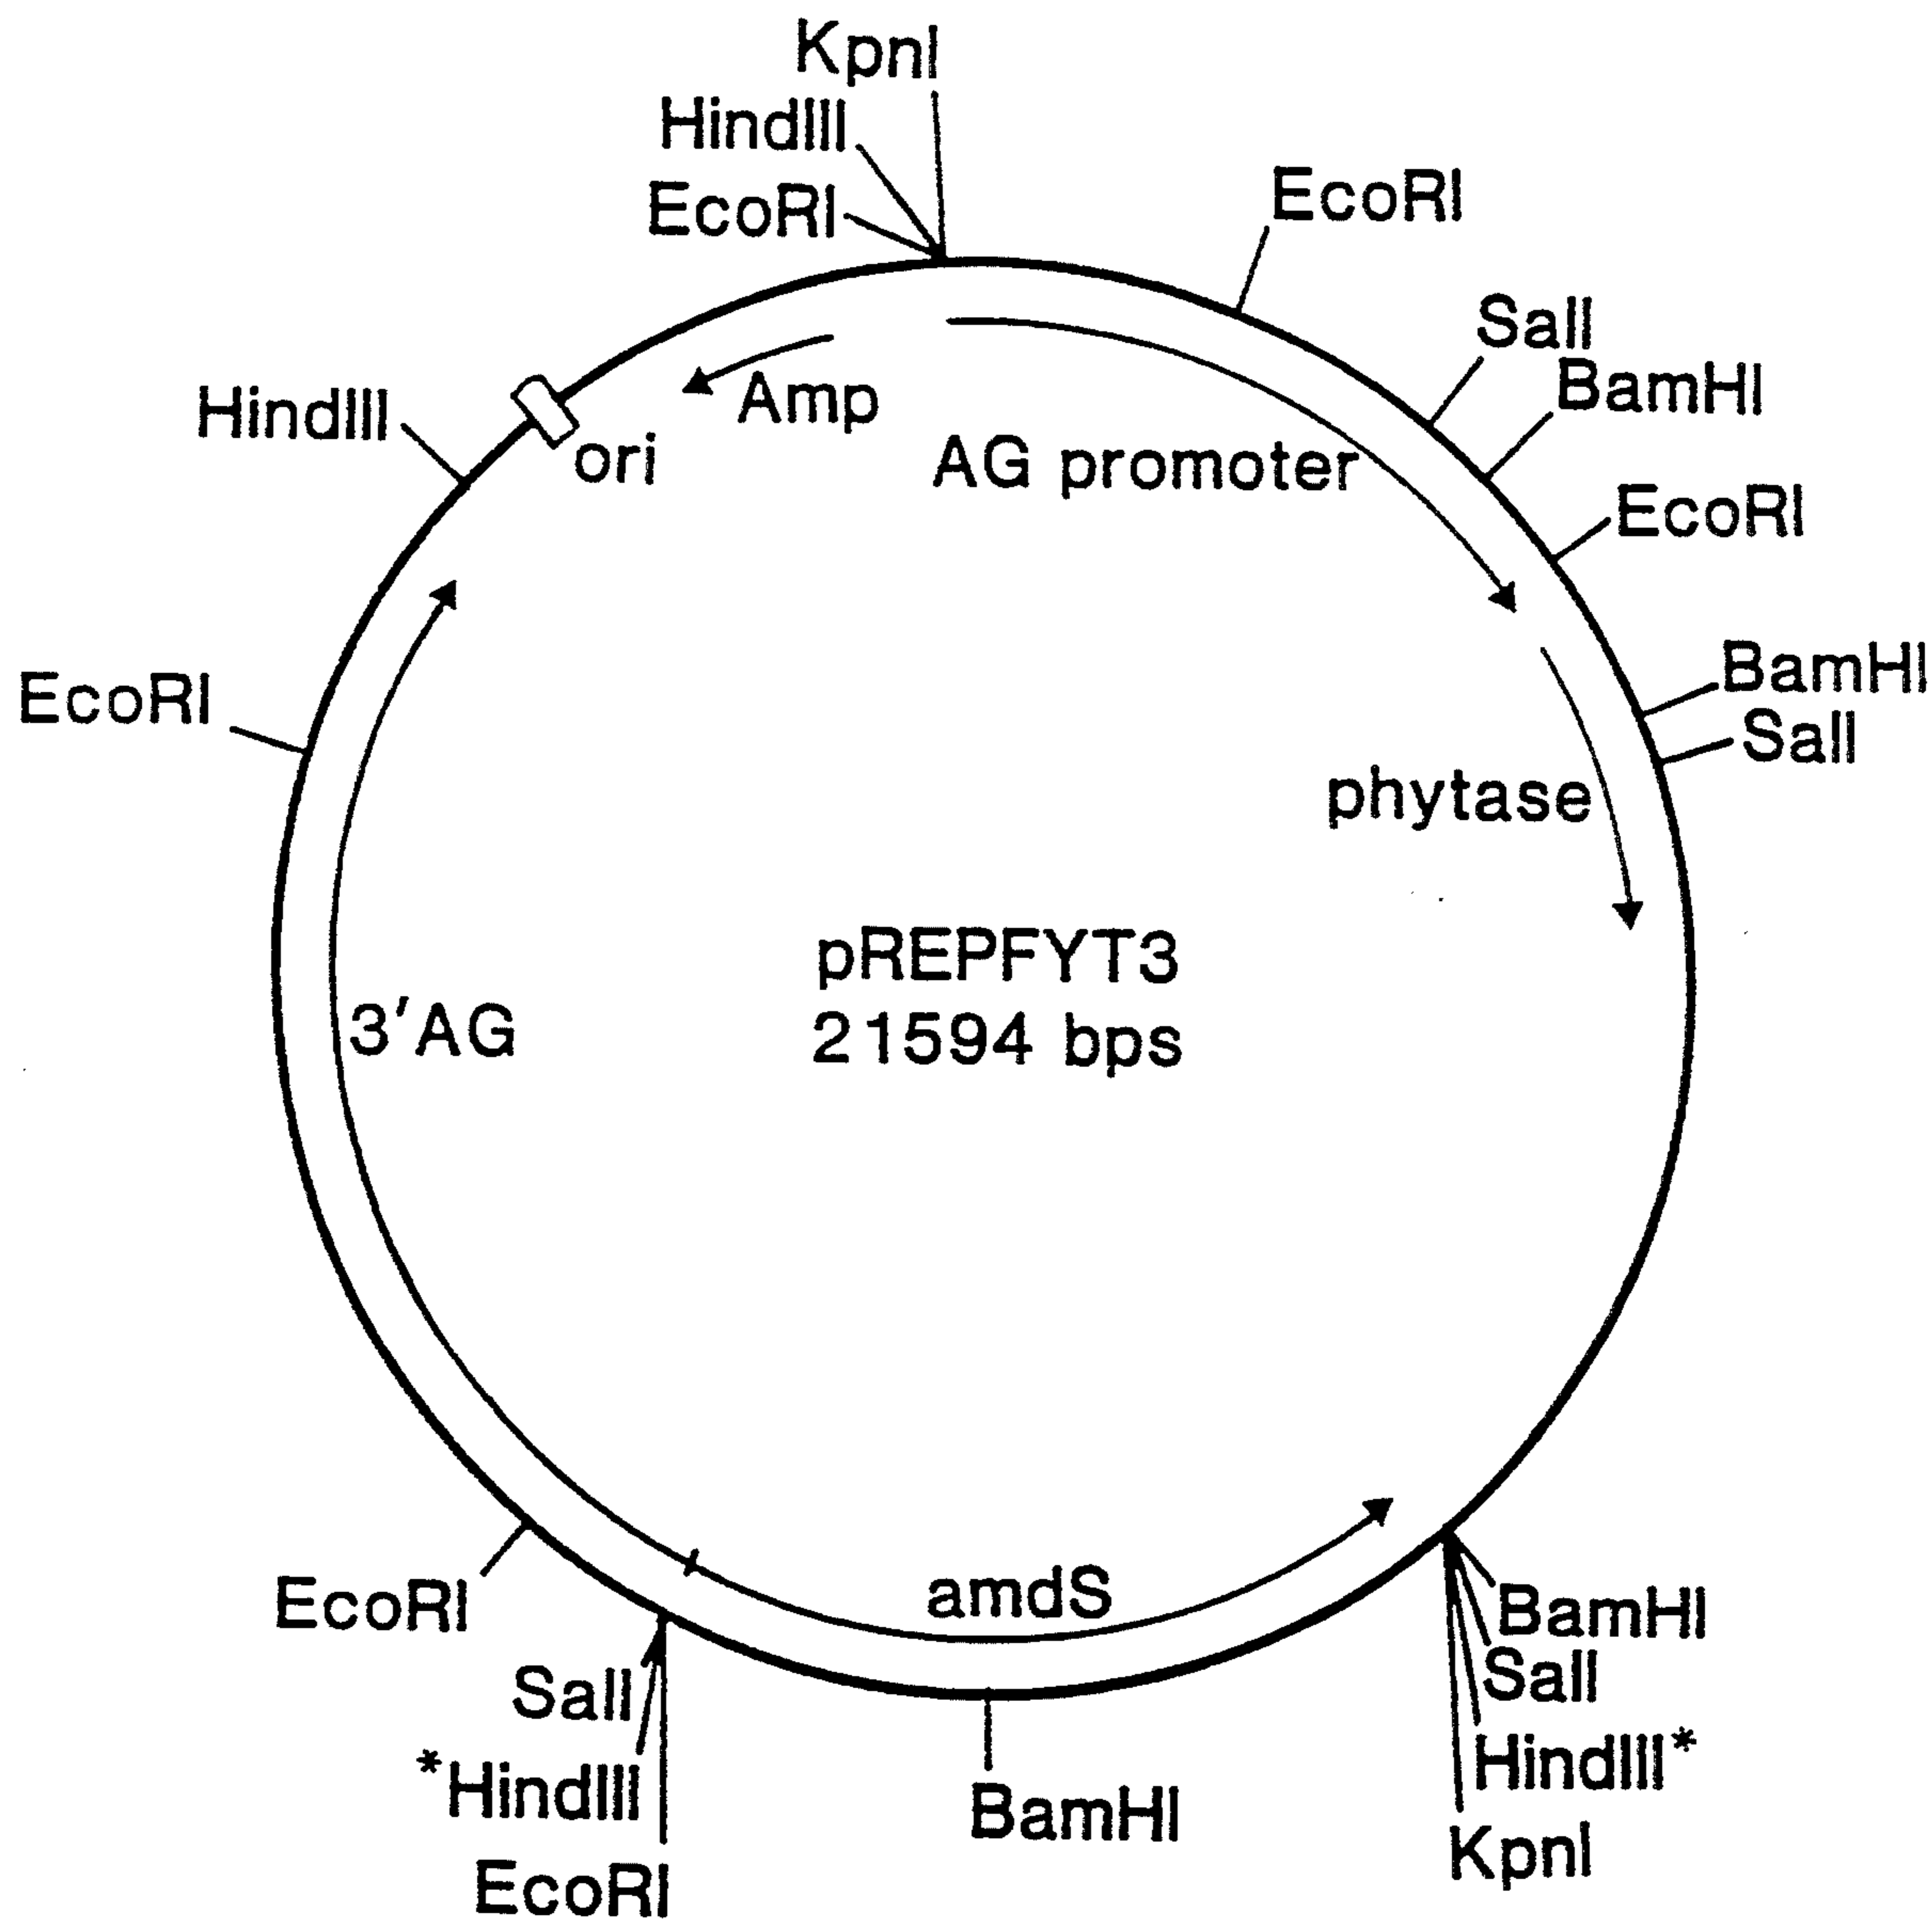 KpnI
HindIII
EcoRI
EcoRI
SalI
BamHI
HindIII
Amp
ori
AG promoter
EcoRI
EcoRI
BamHI
SalI
phytase
pREPFYT3
21594 bps
3'AG
EcoRI
amdS
BamHI
SalI
SalI
HindIII*
*HindIII
BamHI
KpnI
EcoRI